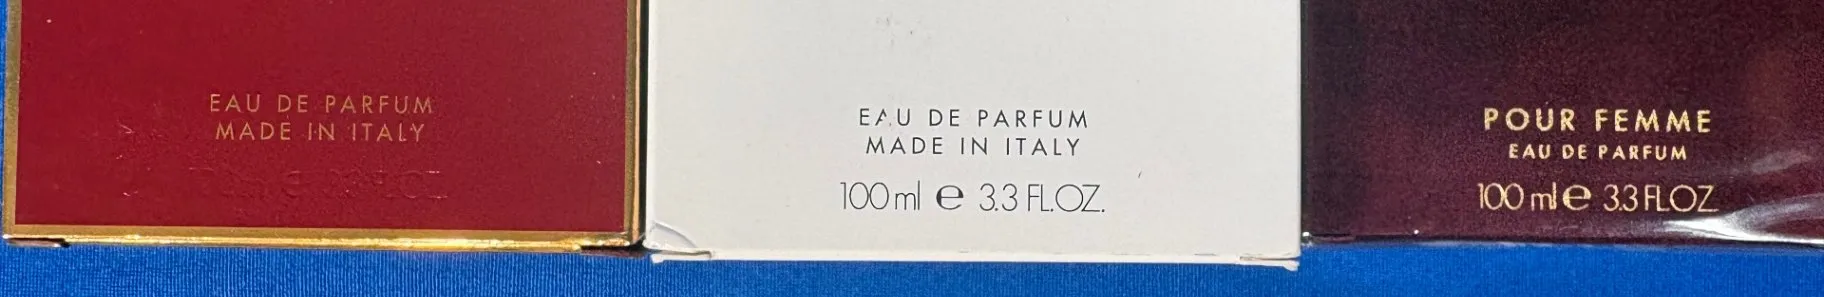 EAU DE PARFUM
MADE IN ITALY
EAU DE PARFUM
MADE IN ITALY
100 ml e 3.3 FL.OZ.
POUR FEMME
EAU DE PARFUM
100 ml e 3.3 FL.OZ